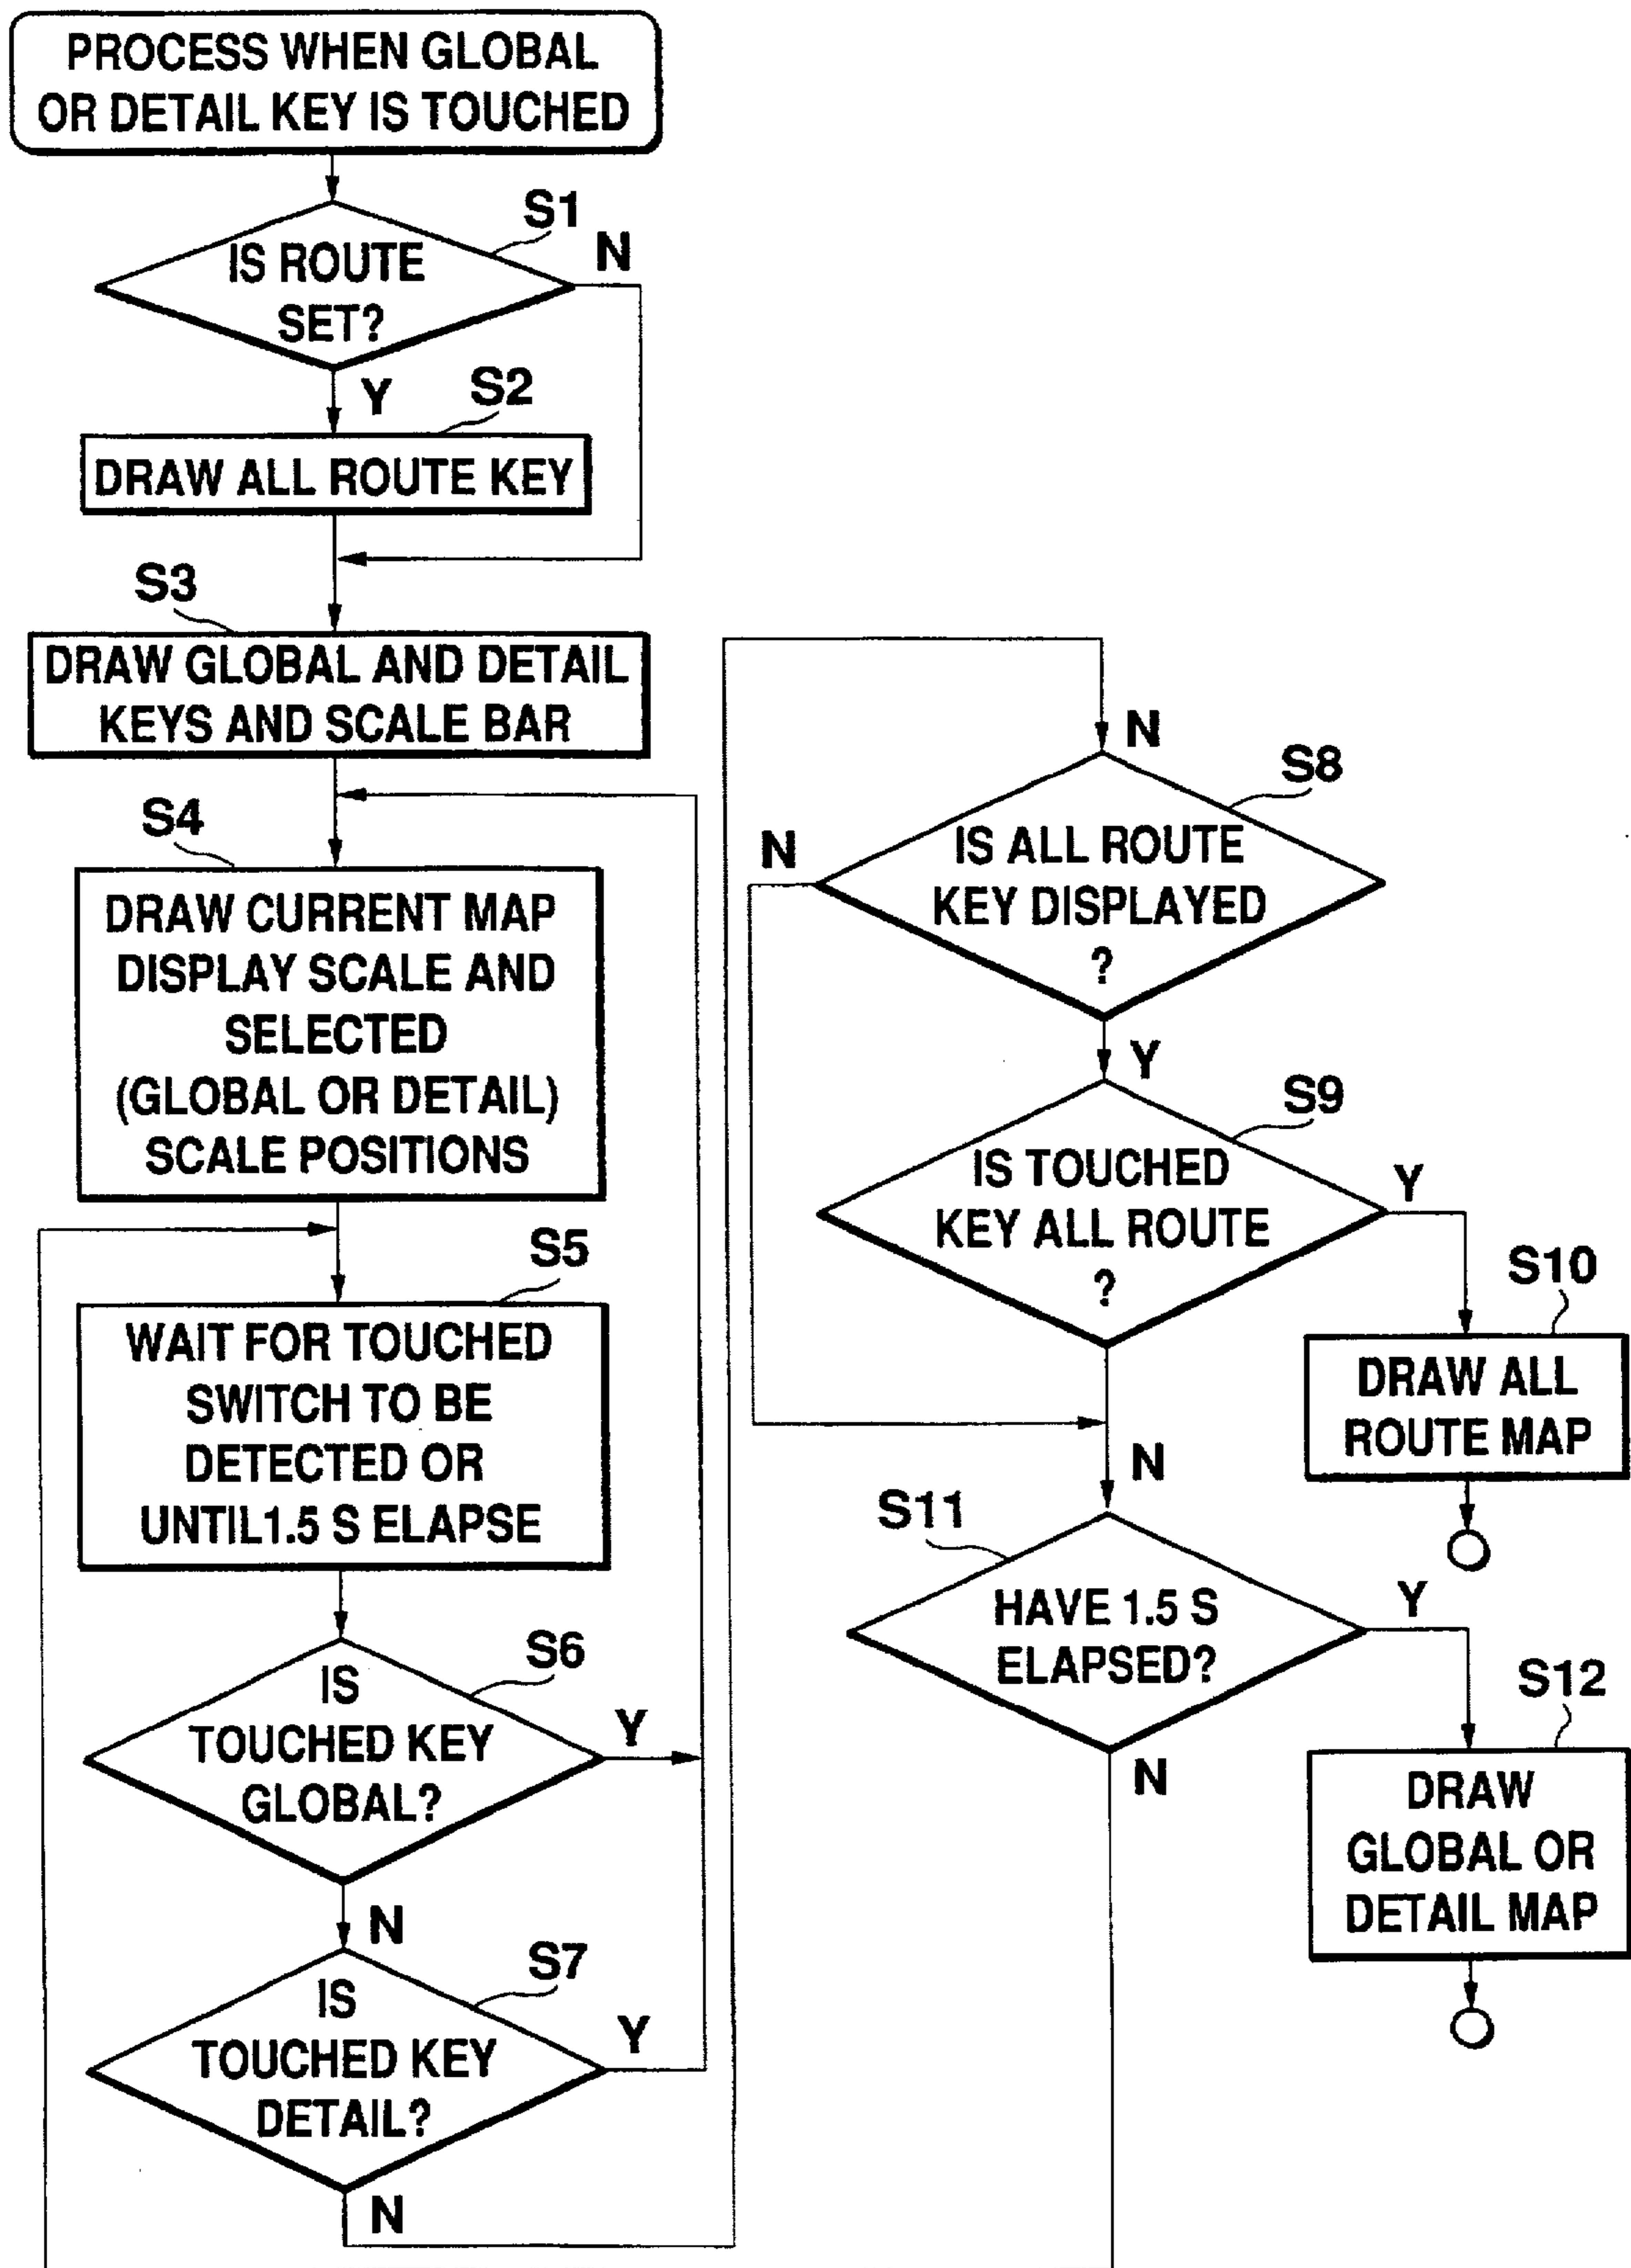 PROCESS WHEN GLOBAL
OR DETAIL KEY IS TOUCHED
S1
IS ROUTE
SET?
N
Y
S2
DRAW ALL ROUTE KEY
S3
DRAW GLOBAL AND DETAIL
KEYS AND SCALE BAR
S4
DRAW CURRENT MAP
DISPLAY SCALE AND
SELECTED
(GLOBAL OR DETAIL)
SCALE POSITIONS
S5
WAIT FOR TOUCHED
SWITCH TO BE
DETECTED OR
UNTIL1.5 S ELAPSE
S6
IS
TOUCHED KEY
GLOBAL?
Y
N
S7
IS
TOUCHED KEY
DETAIL?
Y
N
N
S8
IS ALL ROUTE
KEY DISPLAYED
?
N
Y
S9
IS TOUCHED
KEY ALL ROUTE
?
Y
S10
DRAW ALL
ROUTE MAP
N
S11
HAVE 1.5 S
ELAPSED?
Y
N
S12
DRAW
GLOBAL OR
DETAIL MAP